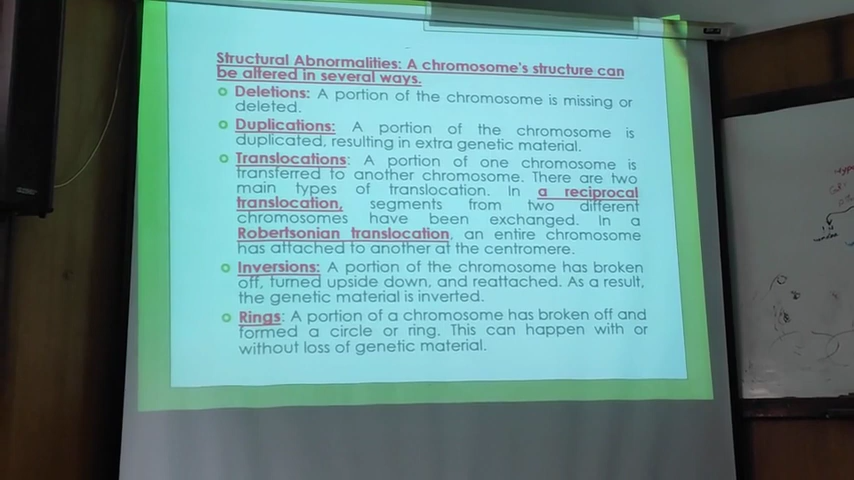 Structural Abnormalities: A chromosome's structure can
be altered in several ways.
Deletions: A portion of the chromosome is missing or
deleted.
Duplications: A portion of the chromosome is
duplicated, resulting in extra genetic material.
Translocations: A portion of one chromosome is
transferred to another chromosome. There are two
main types of translocation. In a reciprocal
translocation, segments from two different
chromosomes have been exchanged. In a
Robertsonian translocation, an entire chromosome
has attached to another at the centromere.
Inversions: A portion of the chromosome has broken
off, turned upside down, and reattached. As a result,
the genetic material is inverted.
Rings: A portion of a chromosome has broken off and
formed a circle or ring. This can happen with or
without loss of genetic material.